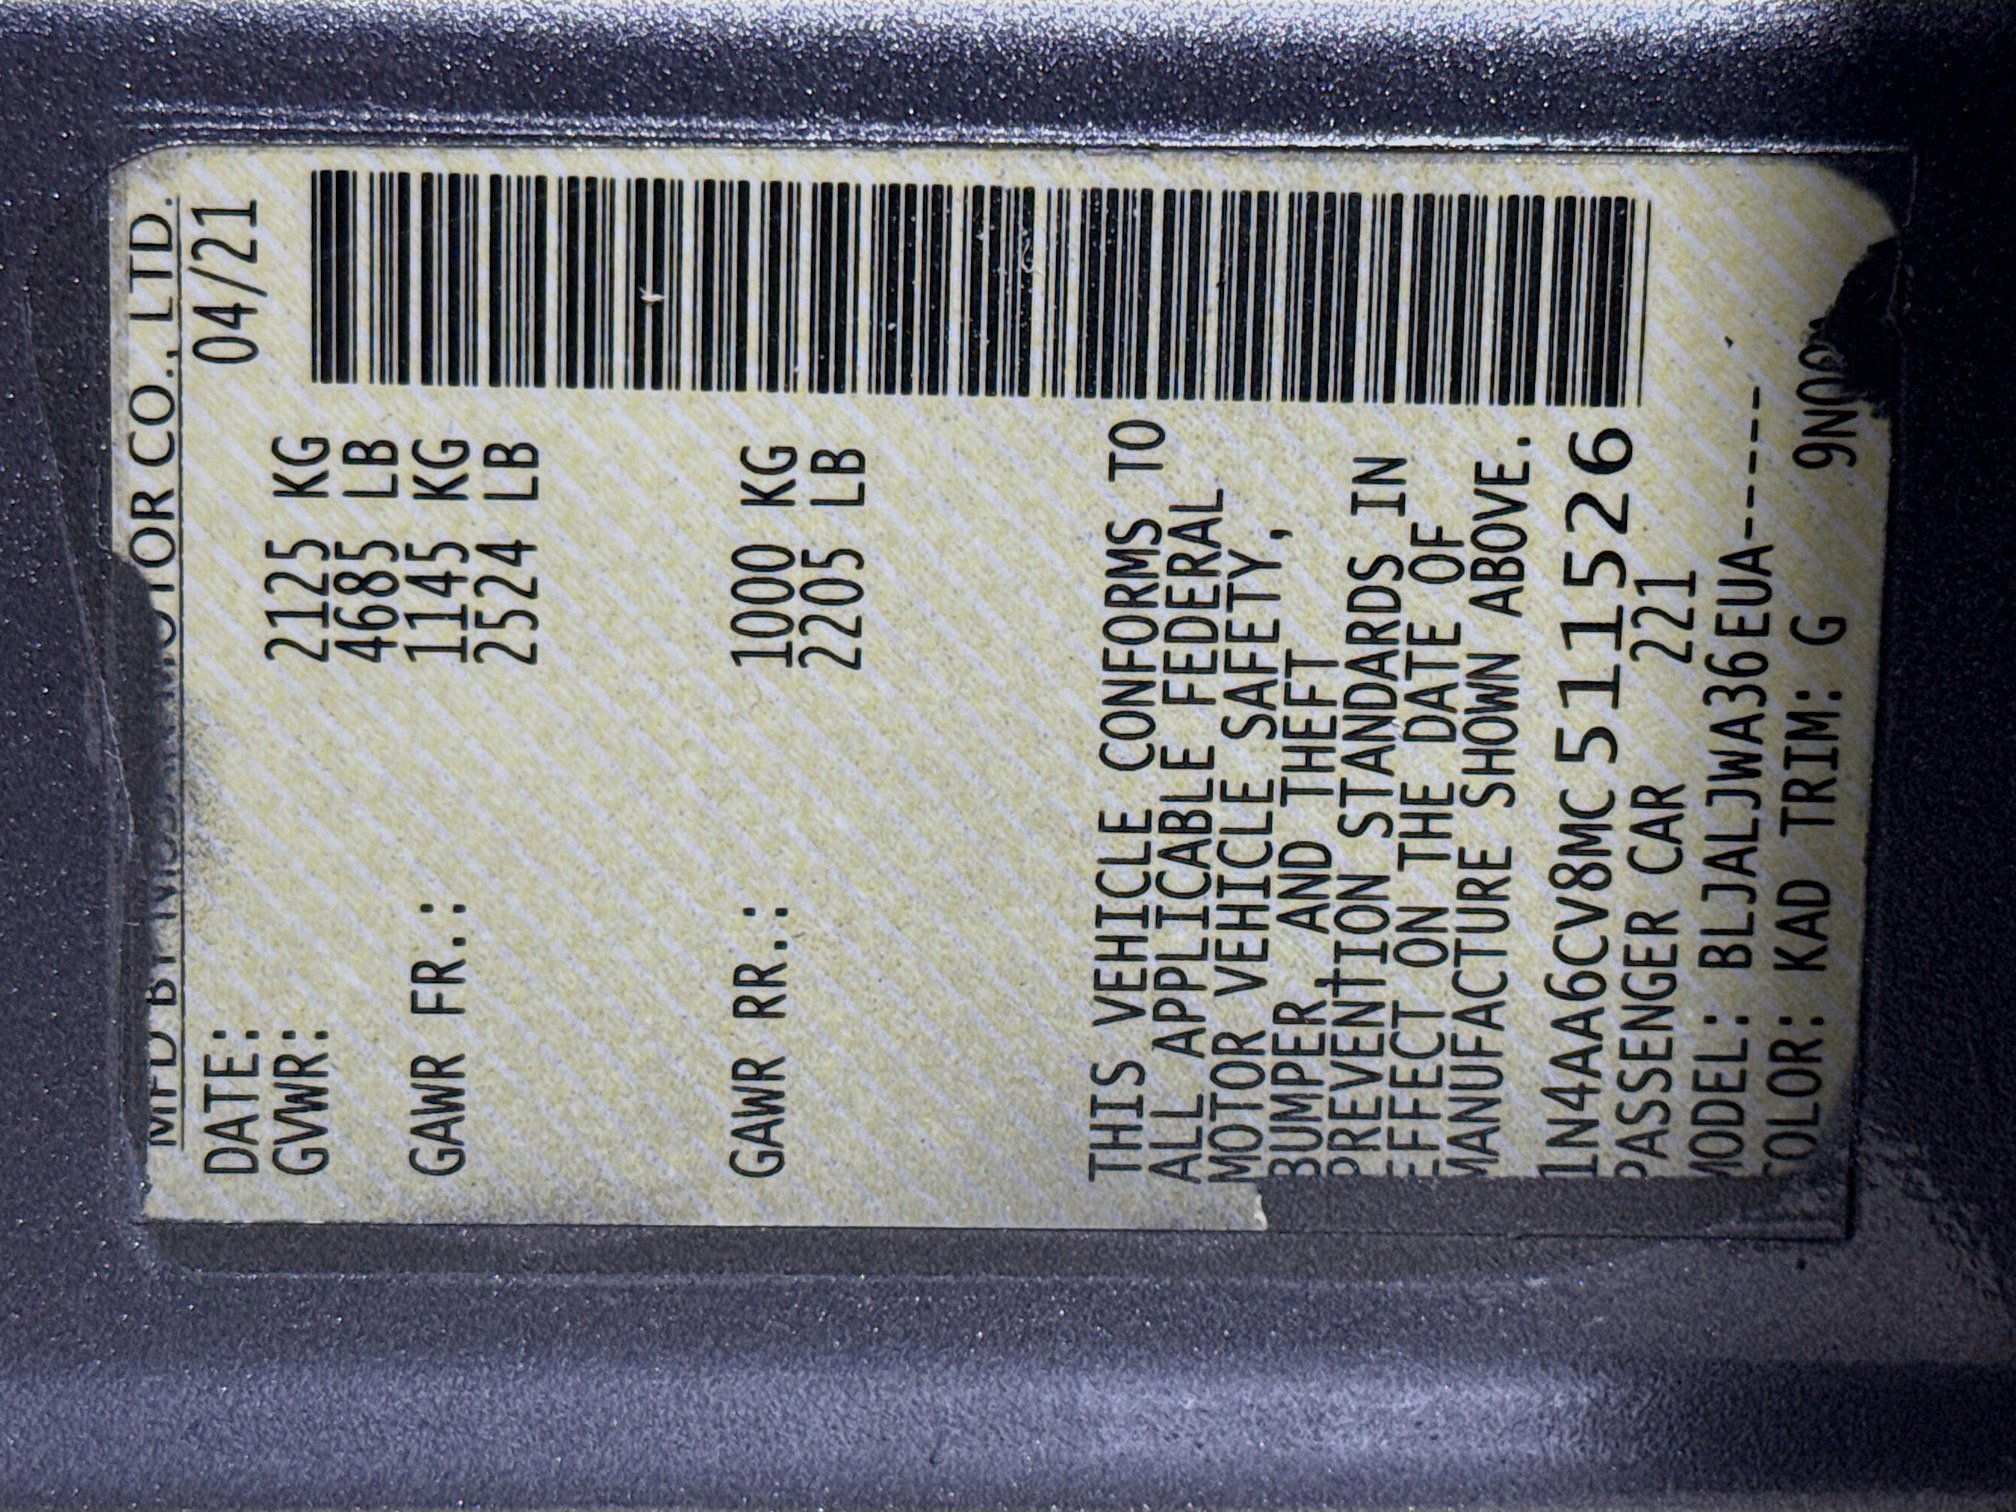 MFD BY NISSAN MOTOR CO., LTD.
DATE: 04/21
GVWR: 2125 KG
4685 LB
GAWR FR.: 1145 KG
2524 LB
GAWR RR.: 1000 KG
2205 LB
THIS VEHICLE CONFORMS TO
ALL APPLICABLE FEDERAL
MOTOR VEHICLE SAFETY,
BUMPER, AND THEFT
PREVENTION STANDARDS IN
EFFECT ON THE DATE OF
MANUFACTURE SHOWN ABOVE.
1N4AA6CV8MC511526
PASSENGER CAR 221
MODEL: BLJALJWA36EUA-----
COLOR: KAD TRIM: G